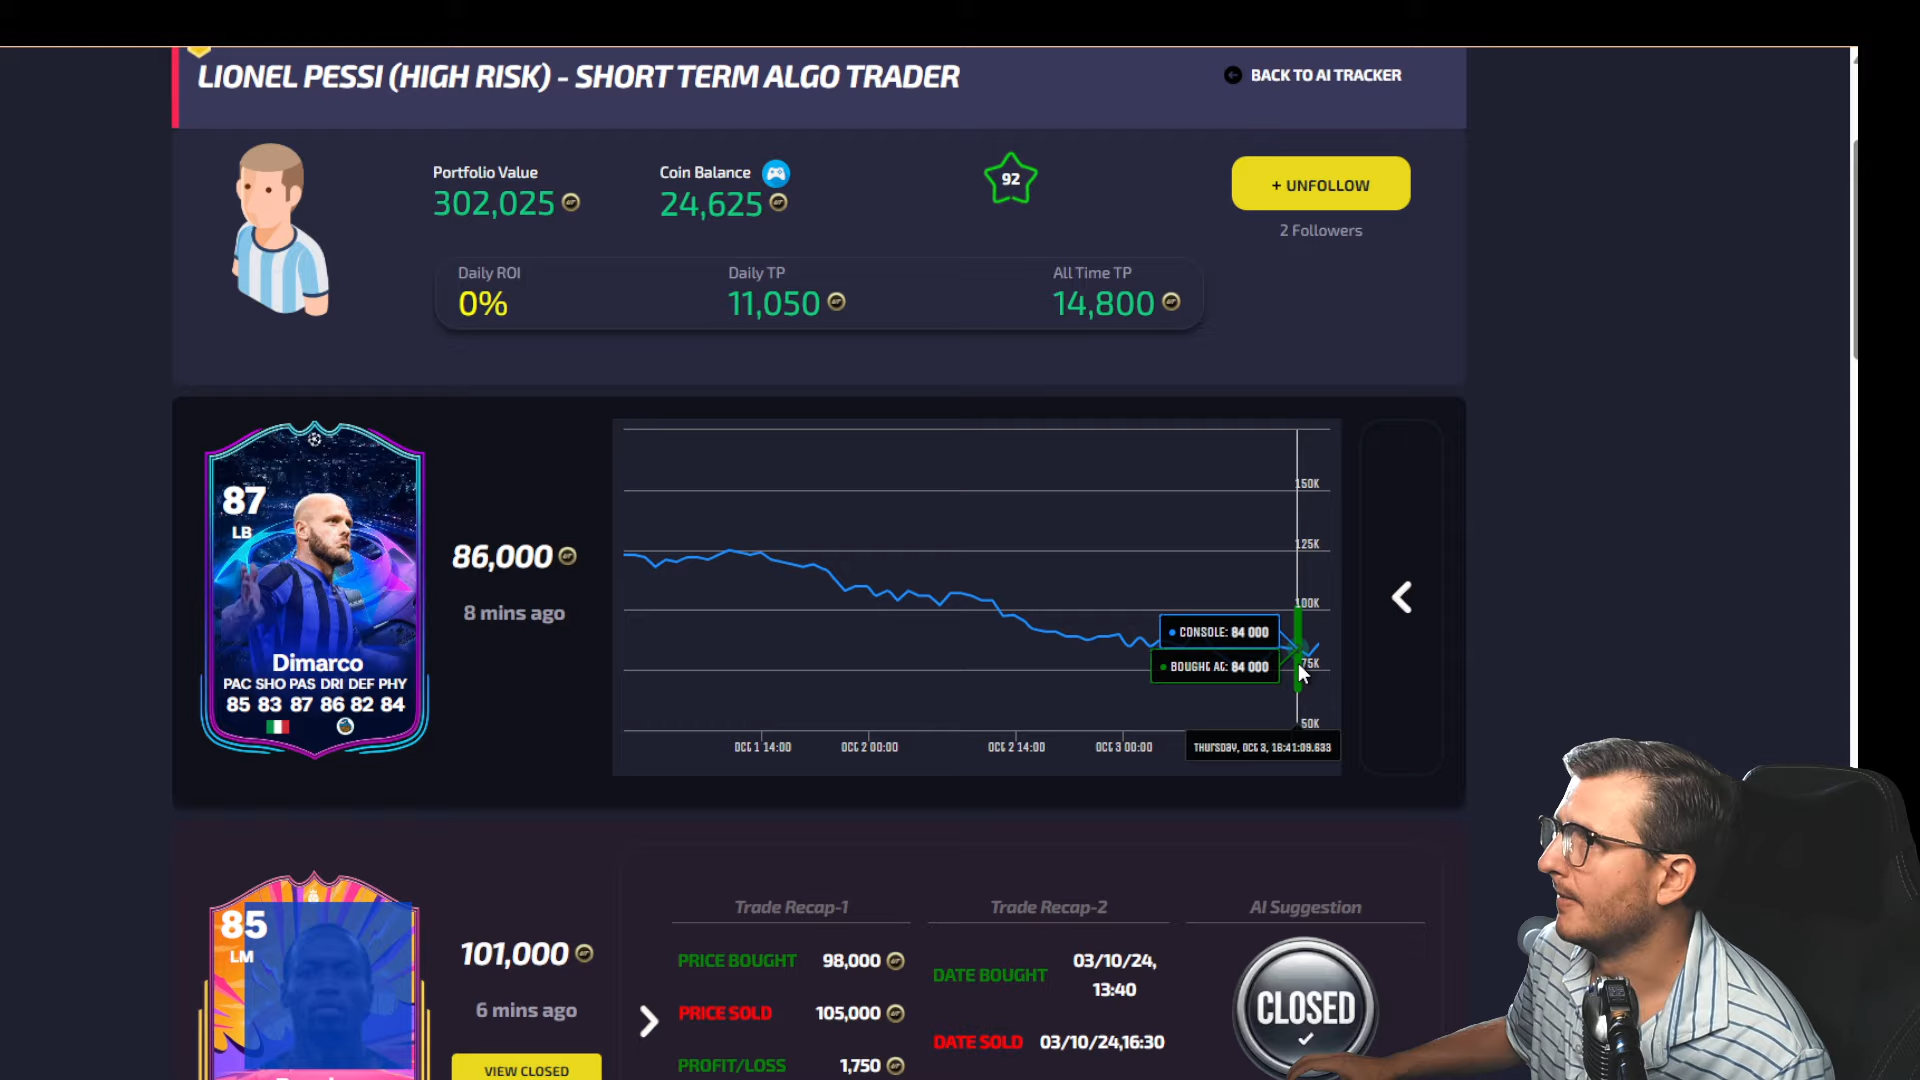 LIONEL PESSI (HIGH RISK) - SHORT TERM ALGO TRADER
BACK TO AI TRACKER
Portfolio Value
302,025
Coin Balance
24,625
92
+ UNFOLLOW
2 Followers
Daily ROI
0%
Daily TP
11,050
All Time TP
14,800
87
LB
Dimarco
PAC SHO PAS DRI DEF PHY
85 83 87 86 82 84
86,000
8 mins ago
150K
125K
100K
75K
50K
CONSOLE: 84 000
BOUGHT AT: 84 000
OCT 1 14:00
OCT 2 00:00
OCT 2 14:00
OCT 3 00:00
THURSDAY, OCT 3, 16:41:09.633
85
LM
101,000
6 mins ago
VIEW CLOSED
Trade Recap-1
PRICE BOUGHT 98,000
PRICE SOLD 105,000
PROFIT/LOSS 1,750
Trade Recap-2
DATE BOUGHT 03/10/24,
13:40
DATE SOLD 03/10/24,16:30
AI Suggestion
CLOSED